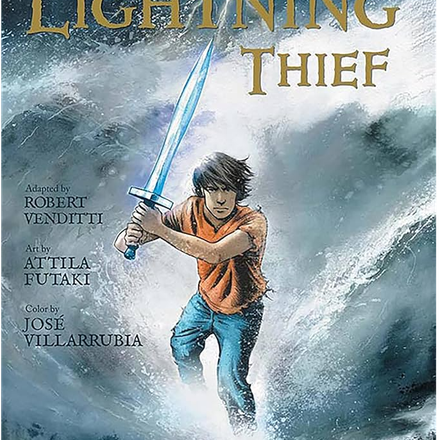 LIGHTNING
THIEF
Adapted by
ROBERT
VENDITTI
Art by
ATTILA
FUTAKI
Color by
JOSÉ
VILLARRUBIA